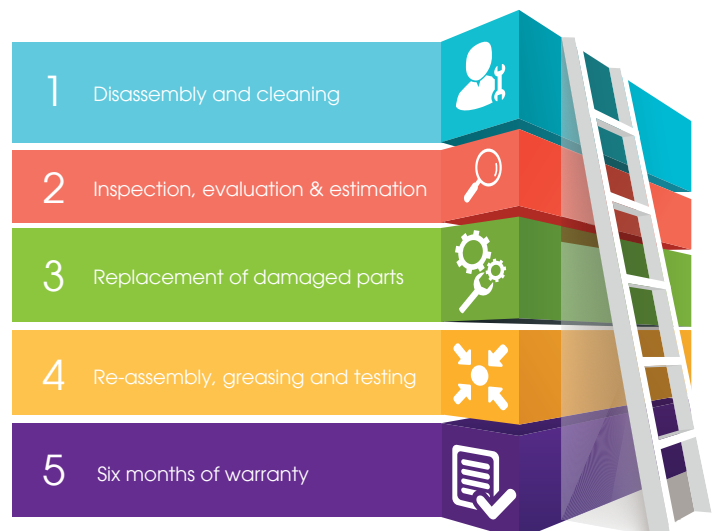 1 Disassembly and cleaning
2 Inspection, evaluation & estimation
3 Replacement of damaged parts
4 Re-assembly, greasing and testing
5 Six months of warranty